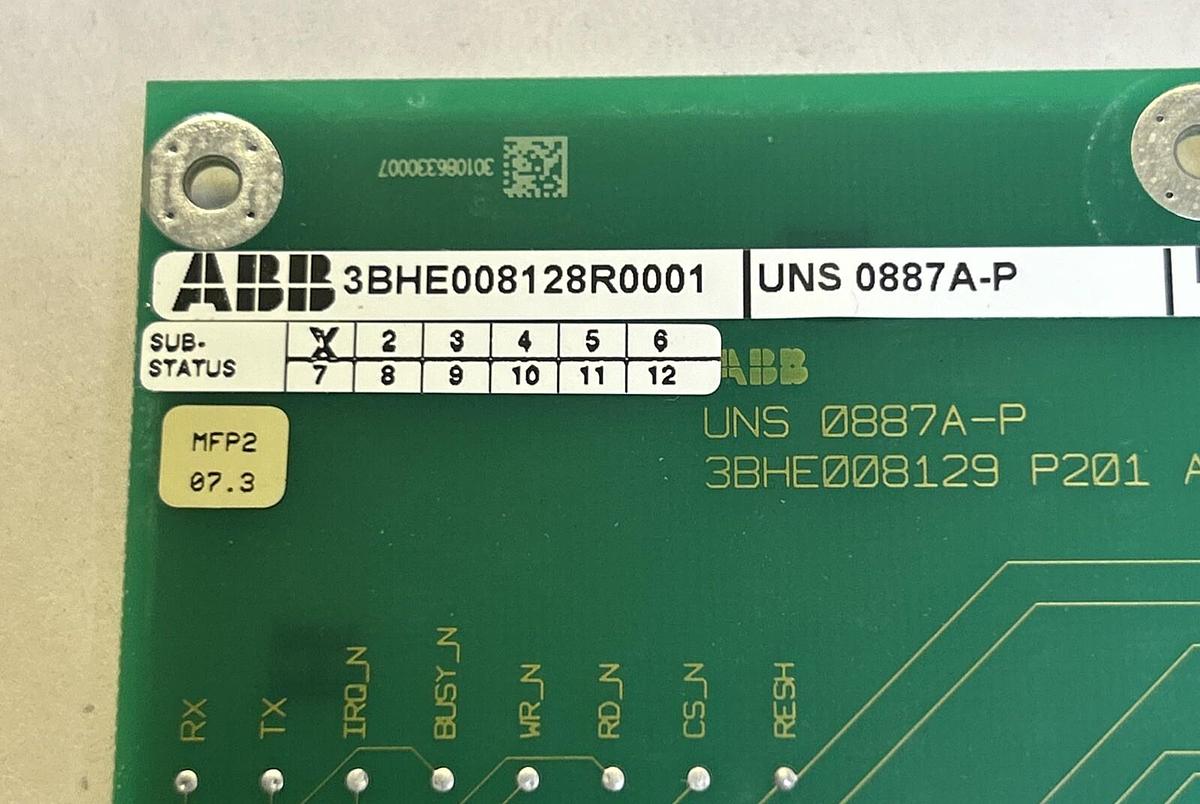 301086330007
ABB 3BHE008128R0001 UNS 0887A-P
SUB-STATUS X 2 3 4 5 6
7 8 9 10 11 12
ABB
UNS 0887A-P
3BHE008129 P201 A
MFP2
07.3
RX TX IRQ_N BUSY_N WR_N RD_N CS_N RESH